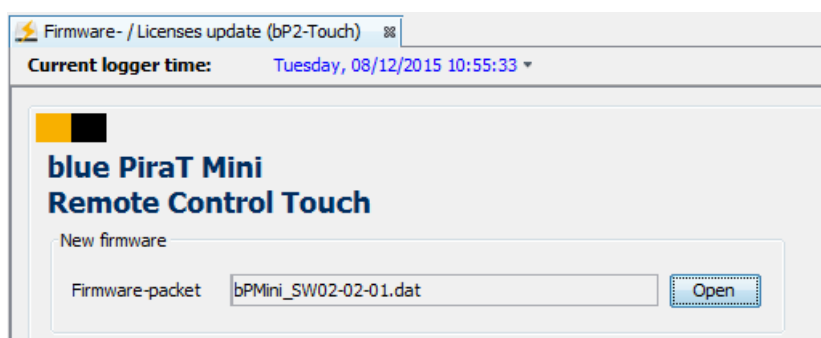 Firmware- / Licenses update (bP2-Touch)
Current logger time: Tuesday, 08/12/2015 10:55:33
blue PiraT Mini
Remote Control Touch
New firmware
Firmware-packet bPMini_SW02-02-01.dat Open